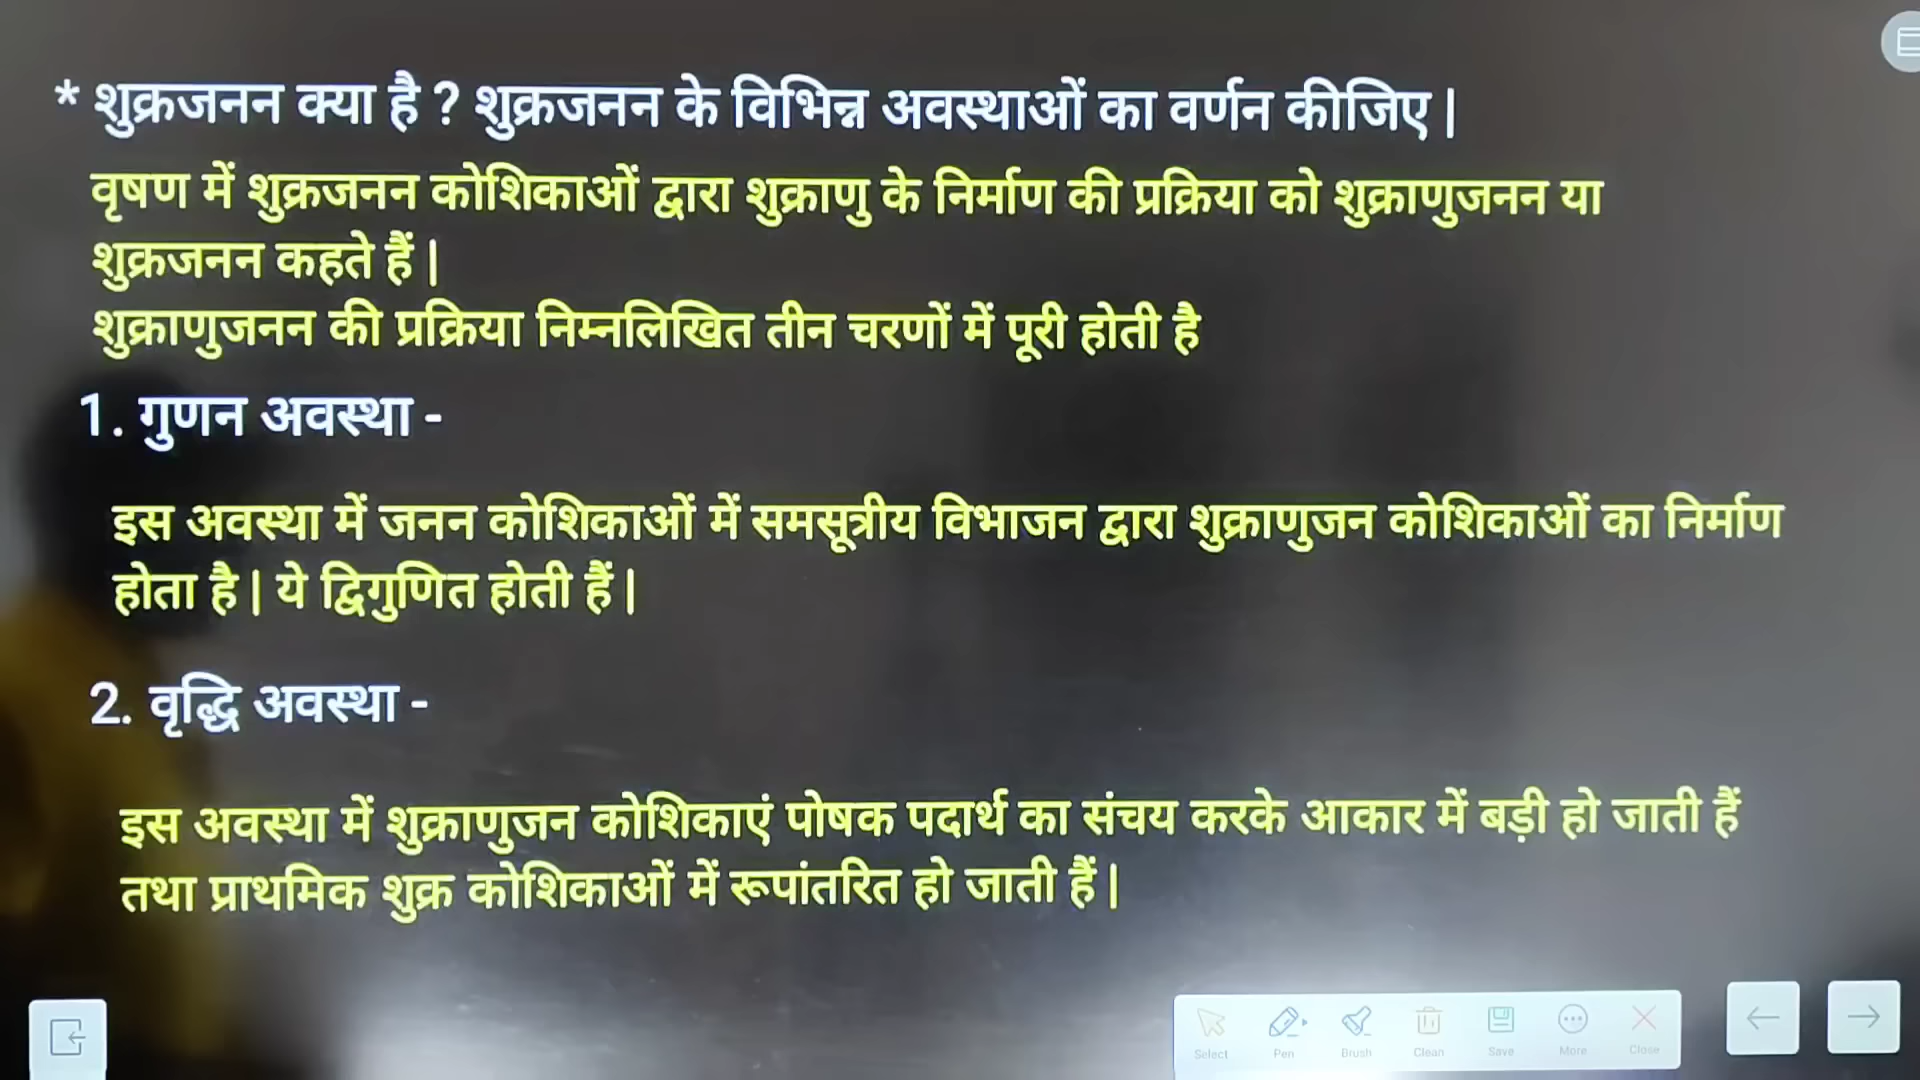 * शुक्रजनन क्या है ? शुक्रजनन के विभिन्न अवस्थाओं का वर्णन कीजिए |
वृषण में शुक्रजनन कोशिकाओं द्वारा शुक्राणु के निर्माण की प्रक्रिया को शुक्राणुजनन या
शुक्रजनन कहते हैं |
शुक्राणुजनन की प्रक्रिया निम्नलिखित तीन चरणों में पूरी होती है
1. गुणन अवस्था -
इस अवस्था में जनन कोशिकाओं में समसूत्रीय विभाजन द्वारा शुक्राणुजन कोशिकाओं का निर्माण
होता है | ये द्विगुणित होती हैं |
2. वृद्धि अवस्था -
इस अवस्था में शुक्राणुजन कोशिकाएं पोषक पदार्थ का संचय करके आकार में बड़ी हो जाती हैं
तथा प्राथमिक शुक्र कोशिकाओं में रूपांतरित हो जाती हैं |
Select Pen Brush Clean Save More Close